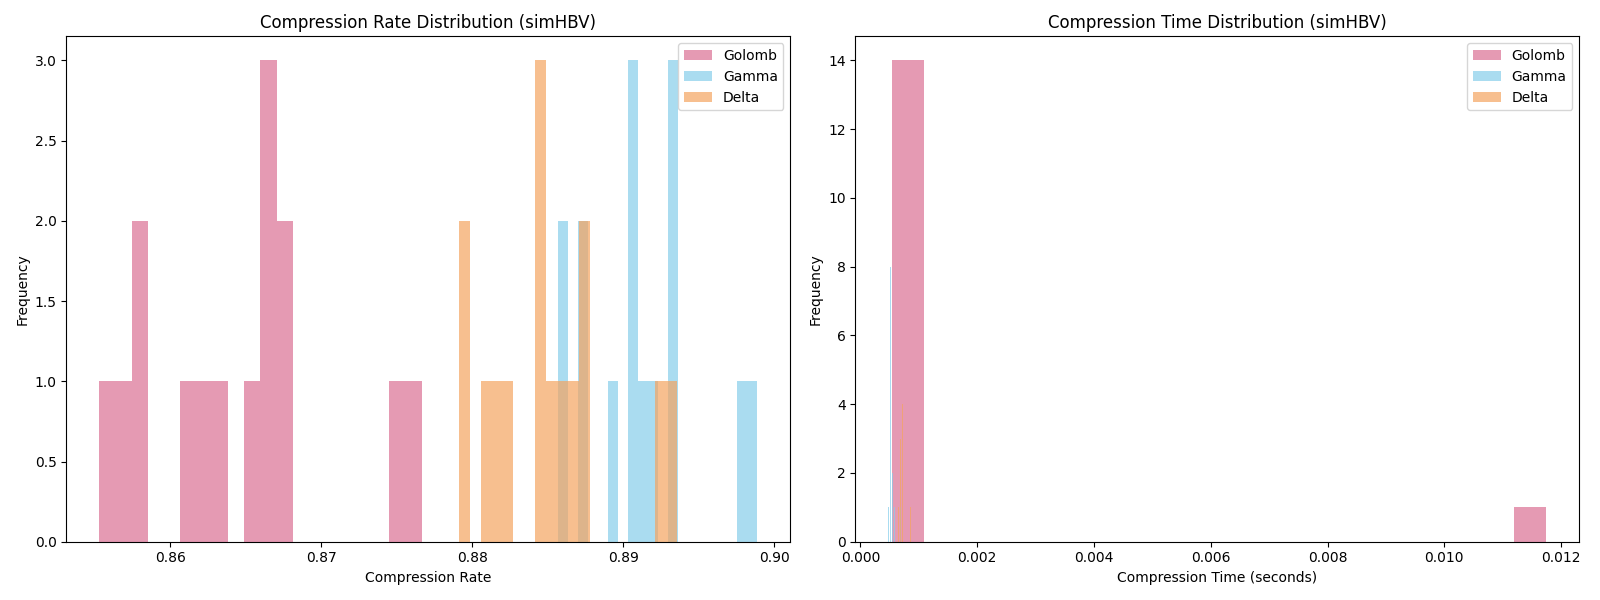 Compression Rate Distribution (simHBV)
Frequency
3.0
2.5
2.0
1.5
1.0
0.5
0.0
0.86
0.87
0.88
0.89
0.90
Compression Rate
Golomb
Gamma
Delta
Compression Time Distribution (simHBV)
Frequency
14
12
10
8
6
4
2
0
0.000
0.002
0.004
0.006
0.008
0.010
0.012
Compression Time (seconds)
Golomb
Gamma
Delta